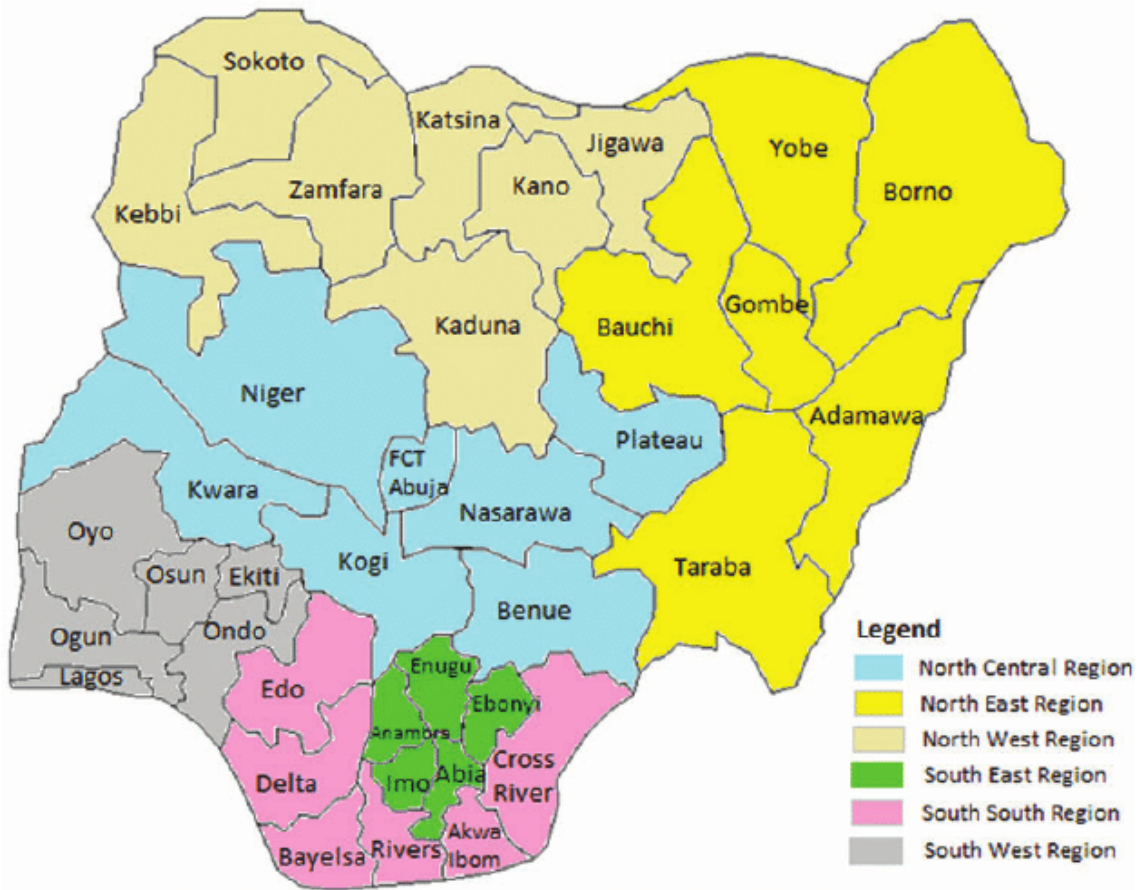 Sokoto
Katsina
Jigawa
Yobe
Borno
Kano
Zamfara
Kebbi
Kaduna
Bauchi
Gombe
Adamawa
Niger
Plateau
FCT
Abuja
Kwara
Nasarawa
Oyo
Kogi
Taraba
Osun
Ekiti
Benue
Ogun
Ondo
Lagos
Edo
Enugu
Ebonyi
Anambra
Cross
River
Delta
Imo
Abia
Bayelsa
Rivers
Akwa
Ibom
Legend
North Central Region
North East Region
North West Region
South East Region
South South Region
South West Region